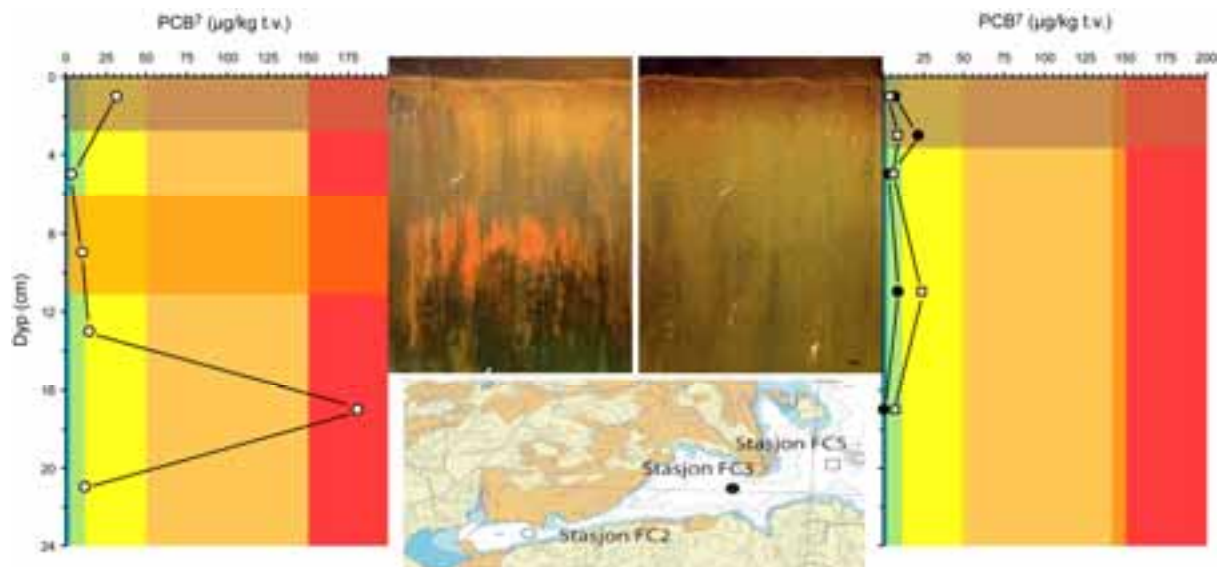 PCB⁷ (µg/kg t.v.)
0 25 50 75 100 125 150 175
Dyp (cm)
0
4
8
12
16
20
24
PCB⁷ (µg/kg t.v.)
25 50 75 100 125 150 175 200
Stasjon FC5
Stasjon FC3
Stasjon FC2